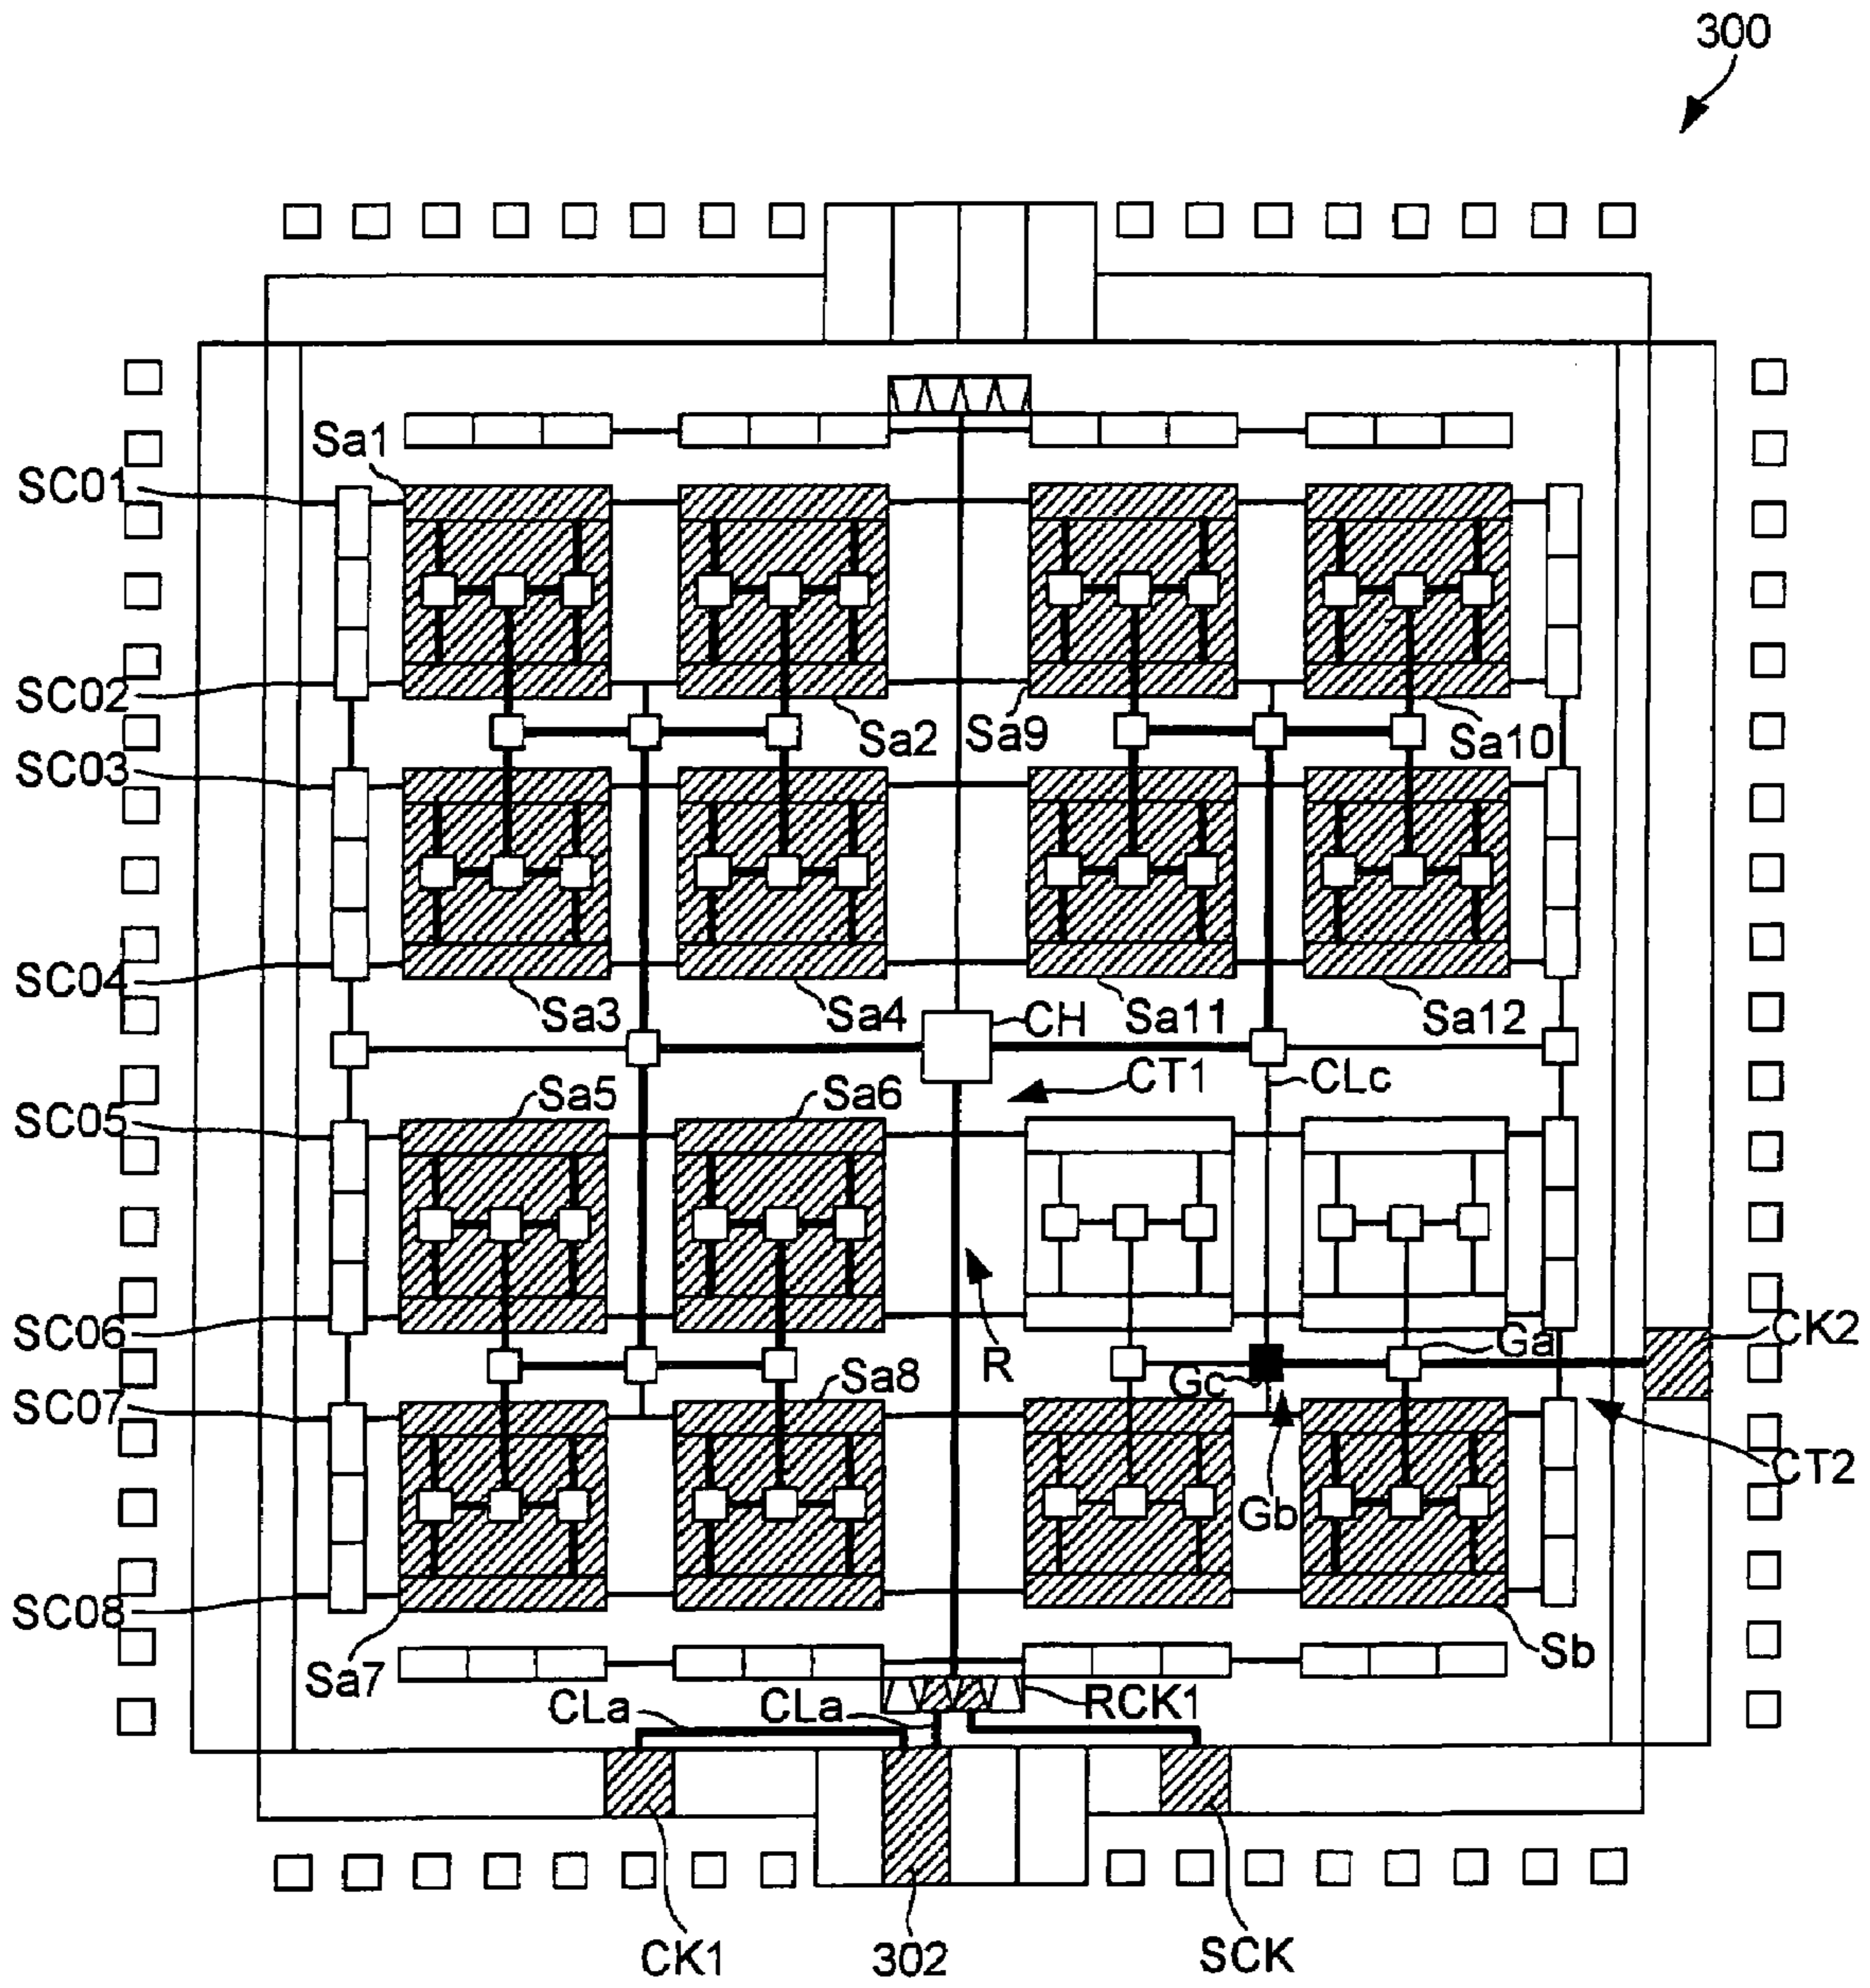 300
Sa1
SC01
SC02
Sa2
Sa9
Sa10
SC03
SC04
Sa3
Sa4
CH
Sa11
Sa12
CT1
CLc
Sa5
Sa6
SC05
SC06
R
Ga
CK2
Gc
Sa8
SC07
Gb
CT2
SC08
Sa7
Sb
CLa
CLa
RCK1
CK1
302
SCK